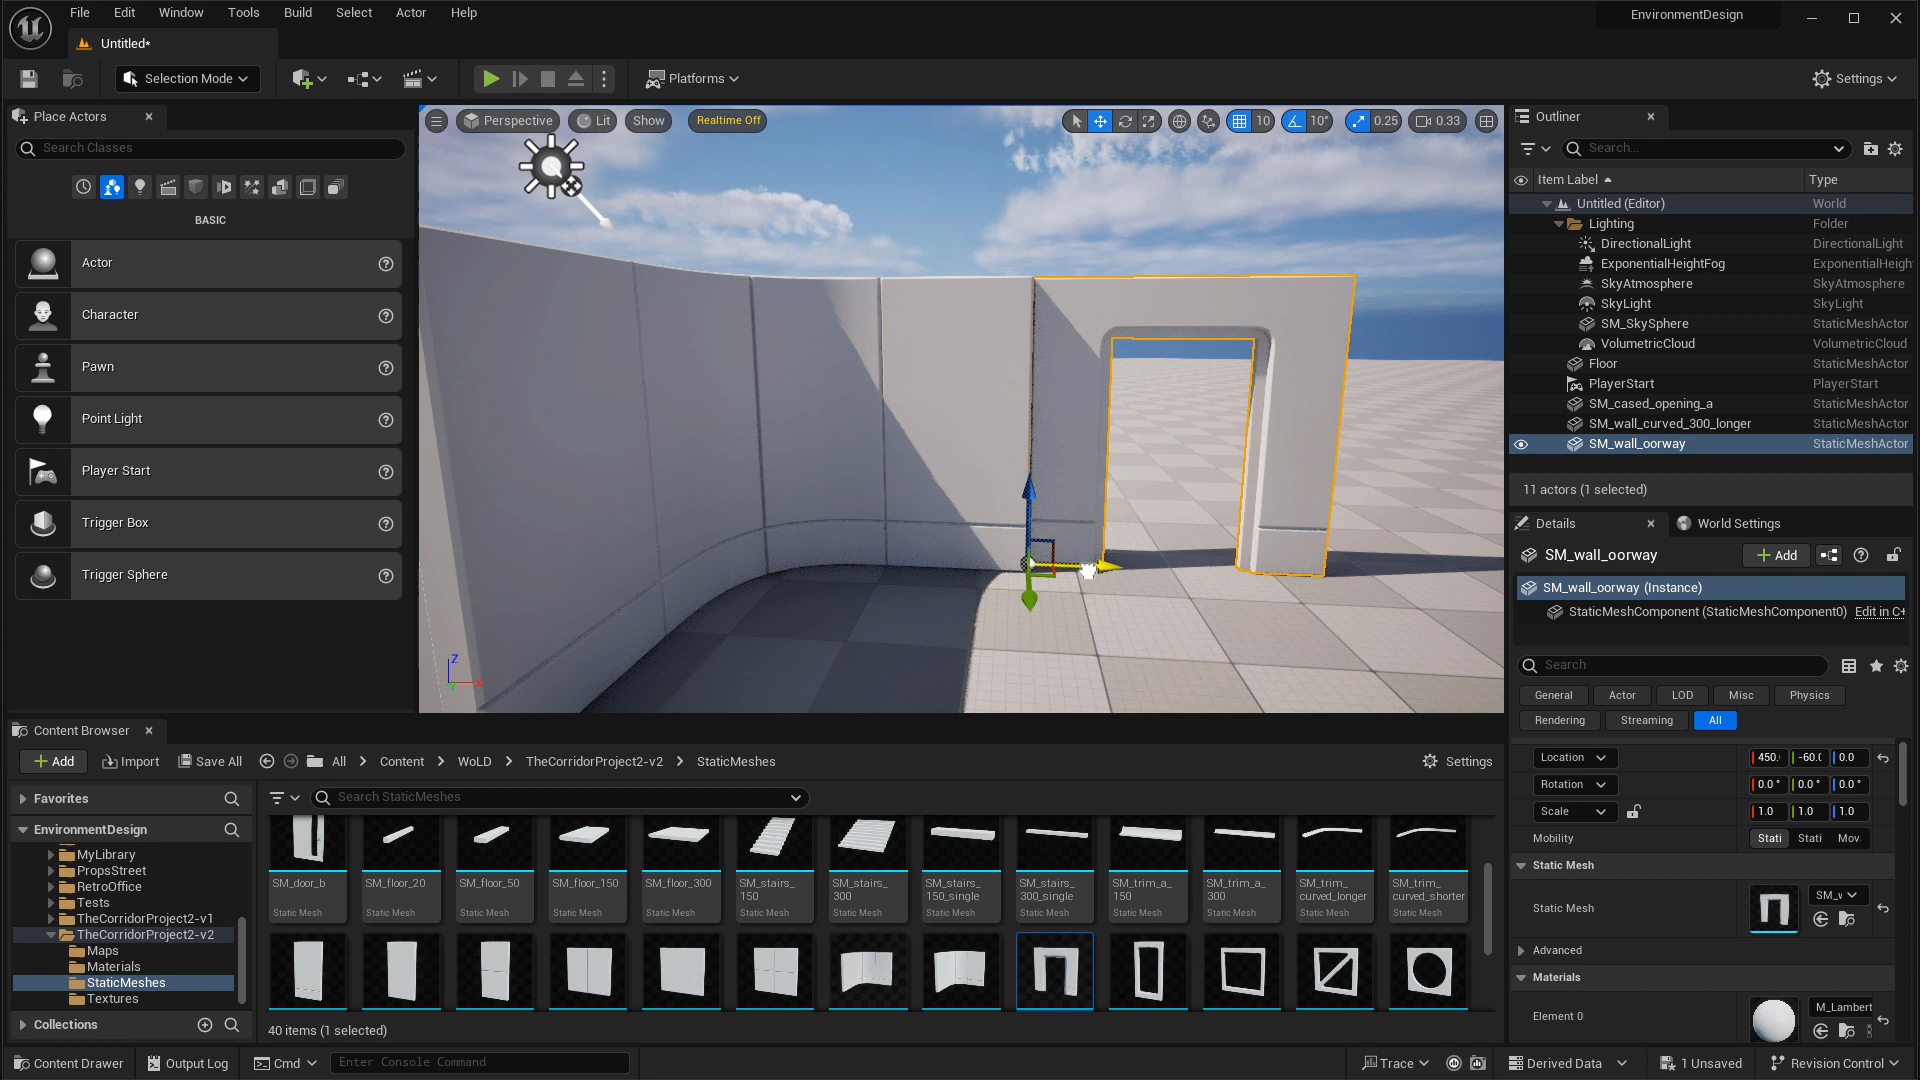 File Edit Window Tools Build Select Actor Help
EnvironmentDesign
Untitled*
Selection Mode
Platforms
Settings
Place Actors
Search Classes
BASIC
Actor
Character
Pawn
Point Light
Player Start
Trigger Box
Trigger Sphere
Perspective Lit Show Realtime Off
10 10° 0.25 0.33
Z
X
Y
Outliner
Search...
Item Label Type
Untitled (Editor) World
Lighting Folder
DirectionalLight DirectionalLight
ExponentialHeightFog ExponentialHeigh
SkyAtmosphere SkyAtmosphere
SkyLight SkyLight
SM_SkySphere StaticMeshActor
VolumetricCloud VolumetricCloud
Floor StaticMeshActor
PlayerStart PlayerStart
SM_cased_opening_a StaticMeshActor
SM_wall_curved_300_longer StaticMeshActor
SM_wall_oorway StaticMeshActor
11 actors (1 selected)
Details World Settings
SM_wall_oorway Add
SM_wall_oorway (Instance)
StaticMeshComponent (StaticMeshComponent0) Edit in C+
Search
General Actor LOD Misc Physics
Rendering Streaming All
Location 450. -60.( 0.0
Rotation 0.0 ° 0.0 ° 0.0 °
Scale 1.0 1.0 1.0
Mobility Stati Stati Mov
Static Mesh
Static Mesh SM_v
Advanced
Materials
Element 0 M_Lambert
Content Browser
Add Import Save All All Content WoLD TheCorridorProject2-v2 StaticMeshes Settings
Favorites
EnvironmentDesign
MyLibrary
PropsStreet
RetroOffice
Tests
TheCorridorProject2-v1
TheCorridorProject2-v2
Maps
Materials
StaticMeshes
Textures
Collections
Search StaticMeshes
SM_door_b SM_floor_20 SM_floor_50 SM_floor_150 SM_floor_300 SM_stairs_ SM_stairs_ SM_stairs_ SM_stairs_ SM_trim_a_ SM_trim_a_ SM_trim_ SM_trim_
150 300 150_single 300_single 150 300 curved_longer curved_shorter
Static Mesh Static Mesh Static Mesh Static Mesh Static Mesh Static Mesh Static Mesh Static Mesh Static Mesh Static Mesh Static Mesh Static Mesh Static Mesh
40 items (1 selected)
Content Drawer Output Log Cmd Enter Console Command Trace Derived Data 1 Unsaved Revision Control